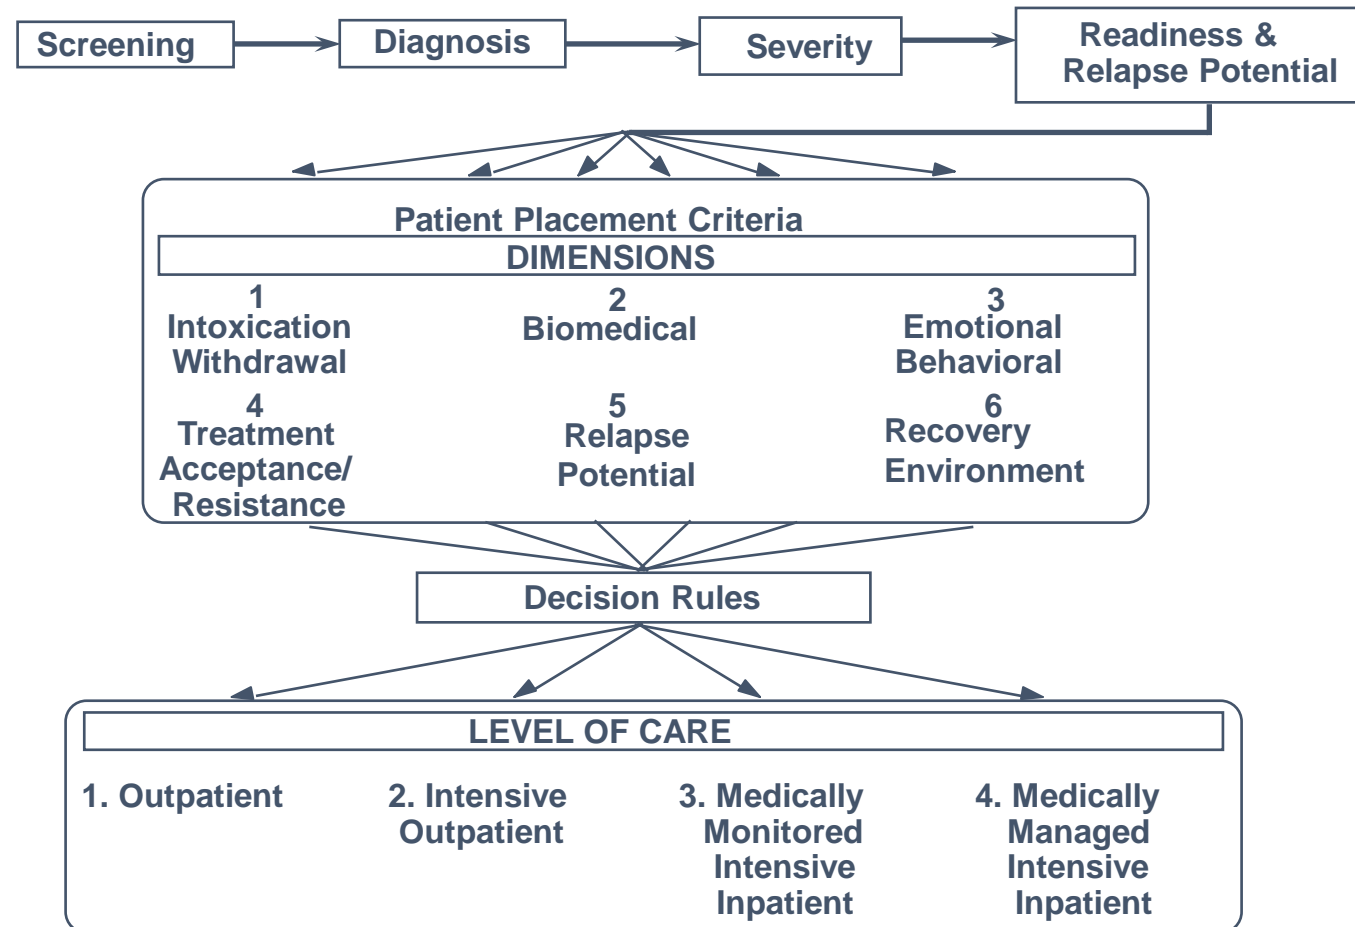 Screening
Diagnosis
Severity
Readiness &
Relapse Potential
Patient Placement Criteria
DIMENSIONS
1
Intoxication
Withdrawal
2
Biomedical
3
Emotional
Behavioral
4
Treatment
Acceptance/
Resistance
5
Relapse
Potential
6
Recovery
Environment
Decision Rules
LEVEL OF CARE
1. Outpatient
2. Intensive
Outpatient
3. Medically
Monitored
Intensive
Inpatient
4. Medically
Managed
Intensive
Inpatient